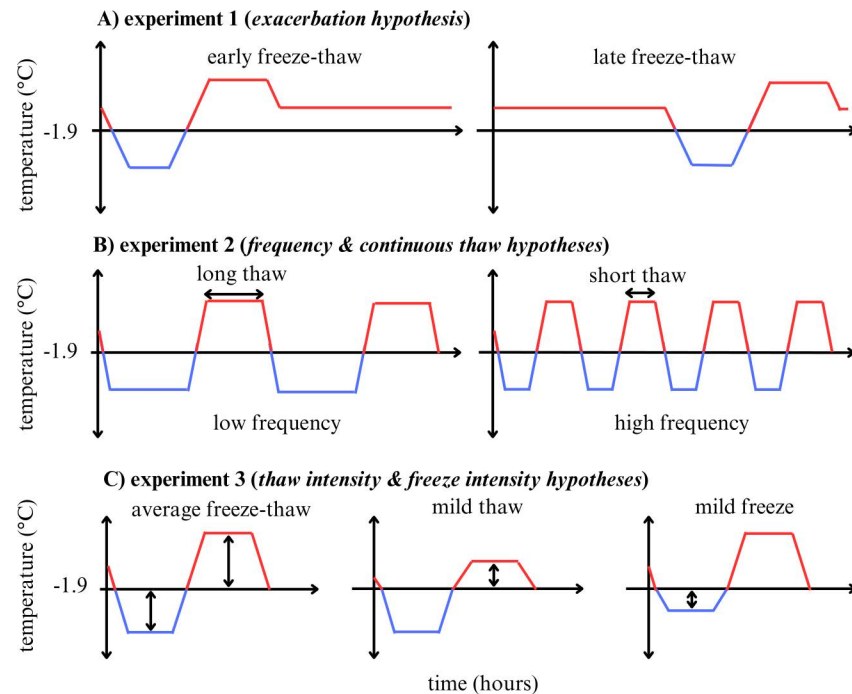 A) experiment 1 (exacerbation hypothesis)
early freeze-thaw
late freeze-thaw
temperature (°C)
-1.9
B) experiment 2 (frequency & continuous thaw hypotheses)
long thaw
short thaw
temperature (°C)
-1.9
low frequency
high frequency
C) experiment 3 (thaw intensity & freeze intensity hypotheses)
average freeze-thaw
mild thaw
mild freeze
temperature (°C)
-1.9
time (hours)